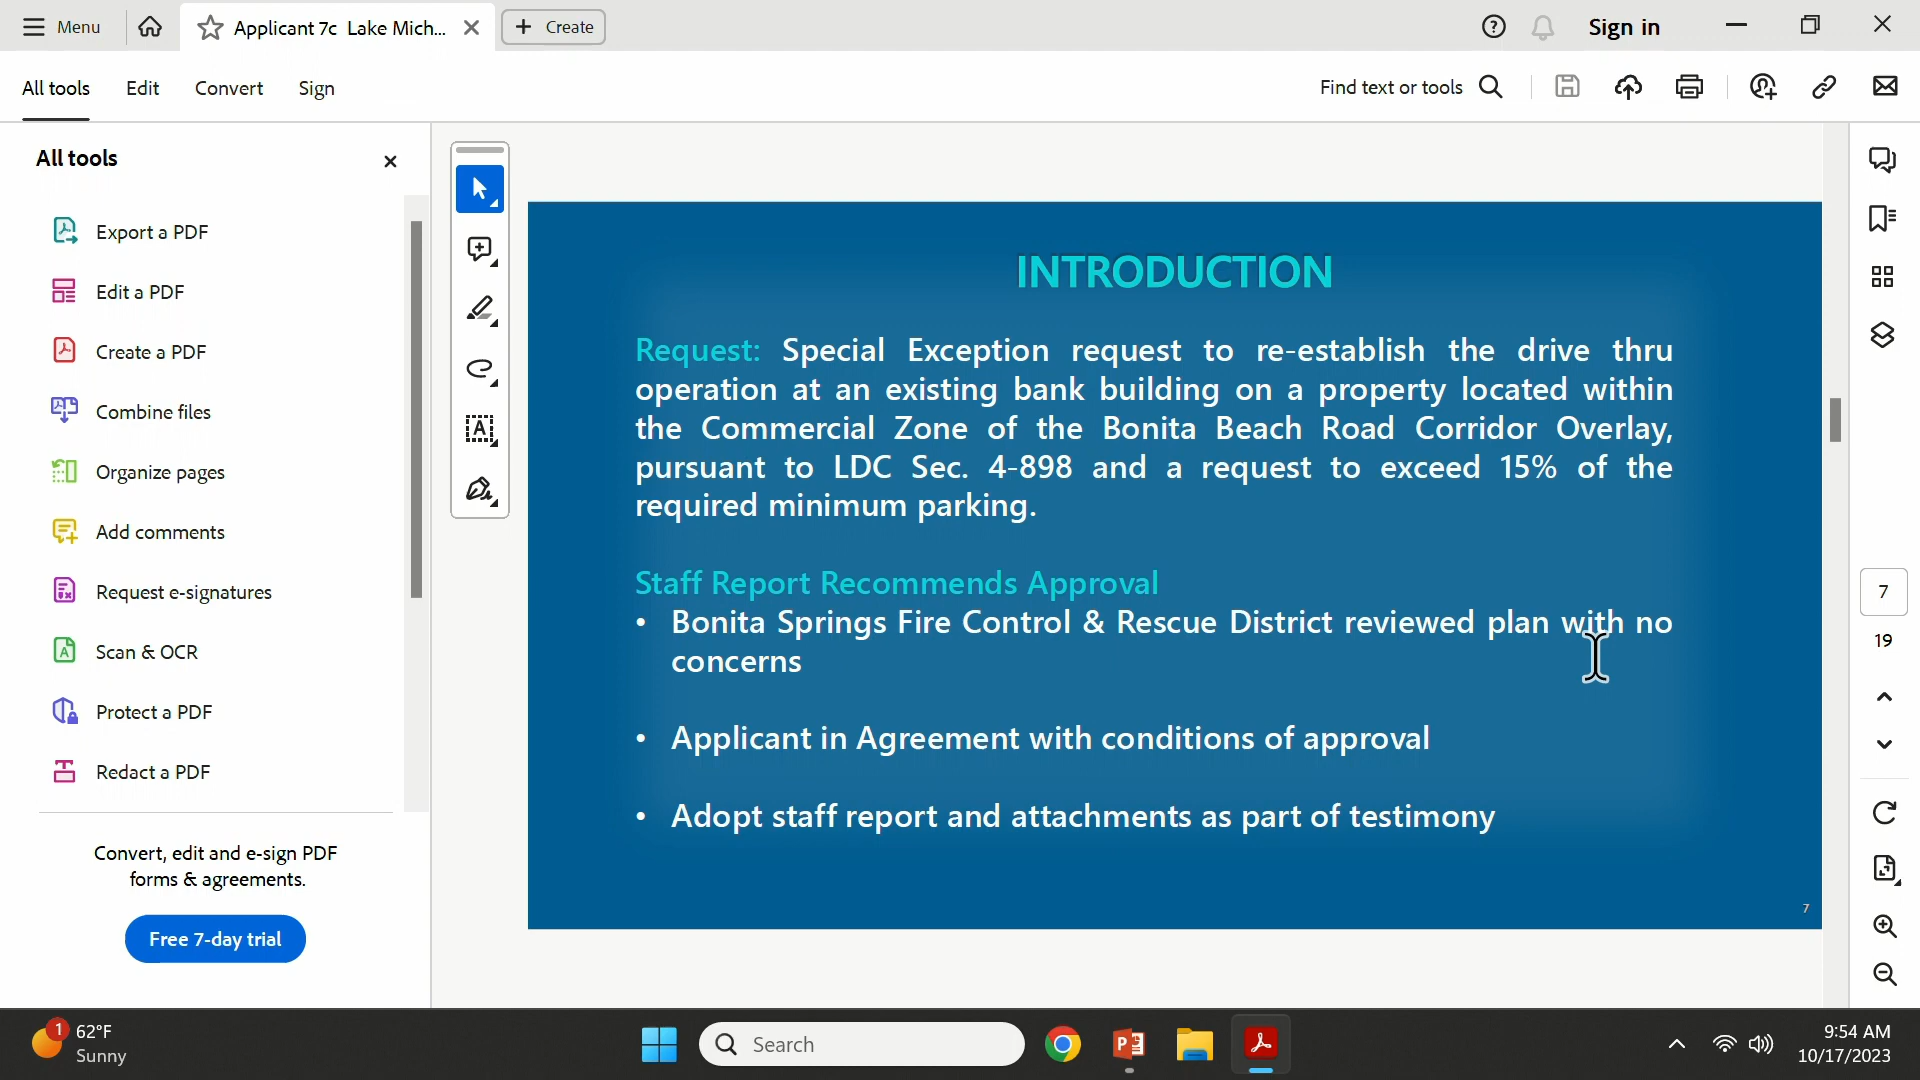 Menu
Applicant 7c Lake Mich...
Create
Sign in
All tools
Edit
Convert
Sign
Find text or tools
All tools
Export a PDF
Edit a PDF
Create a PDF
Combine files
Organize pages
Add comments
Request e-signatures
Scan & OCR
Protect a PDF
Redact a PDF
Convert, edit and e-sign PDF
forms & agreements.
Free 7-day trial
INTRODUCTION
Request: Special Exception request to re-establish the drive thru
operation at an existing bank building on a property located within
the Commercial Zone of the Bonita Beach Road Corridor Overlay,
pursuant to LDC Sec. 4-898 and a request to exceed 15% of the
required minimum parking.
Staff Report Recommends Approval
• Bonita Springs Fire Control & Rescue District reviewed plan with no
concerns
• Applicant in Agreement with conditions of approval
• Adopt staff report and attachments as part of testimony
7
7
19
1
62°F
Sunny
Search
9:54 AM
10/17/2023